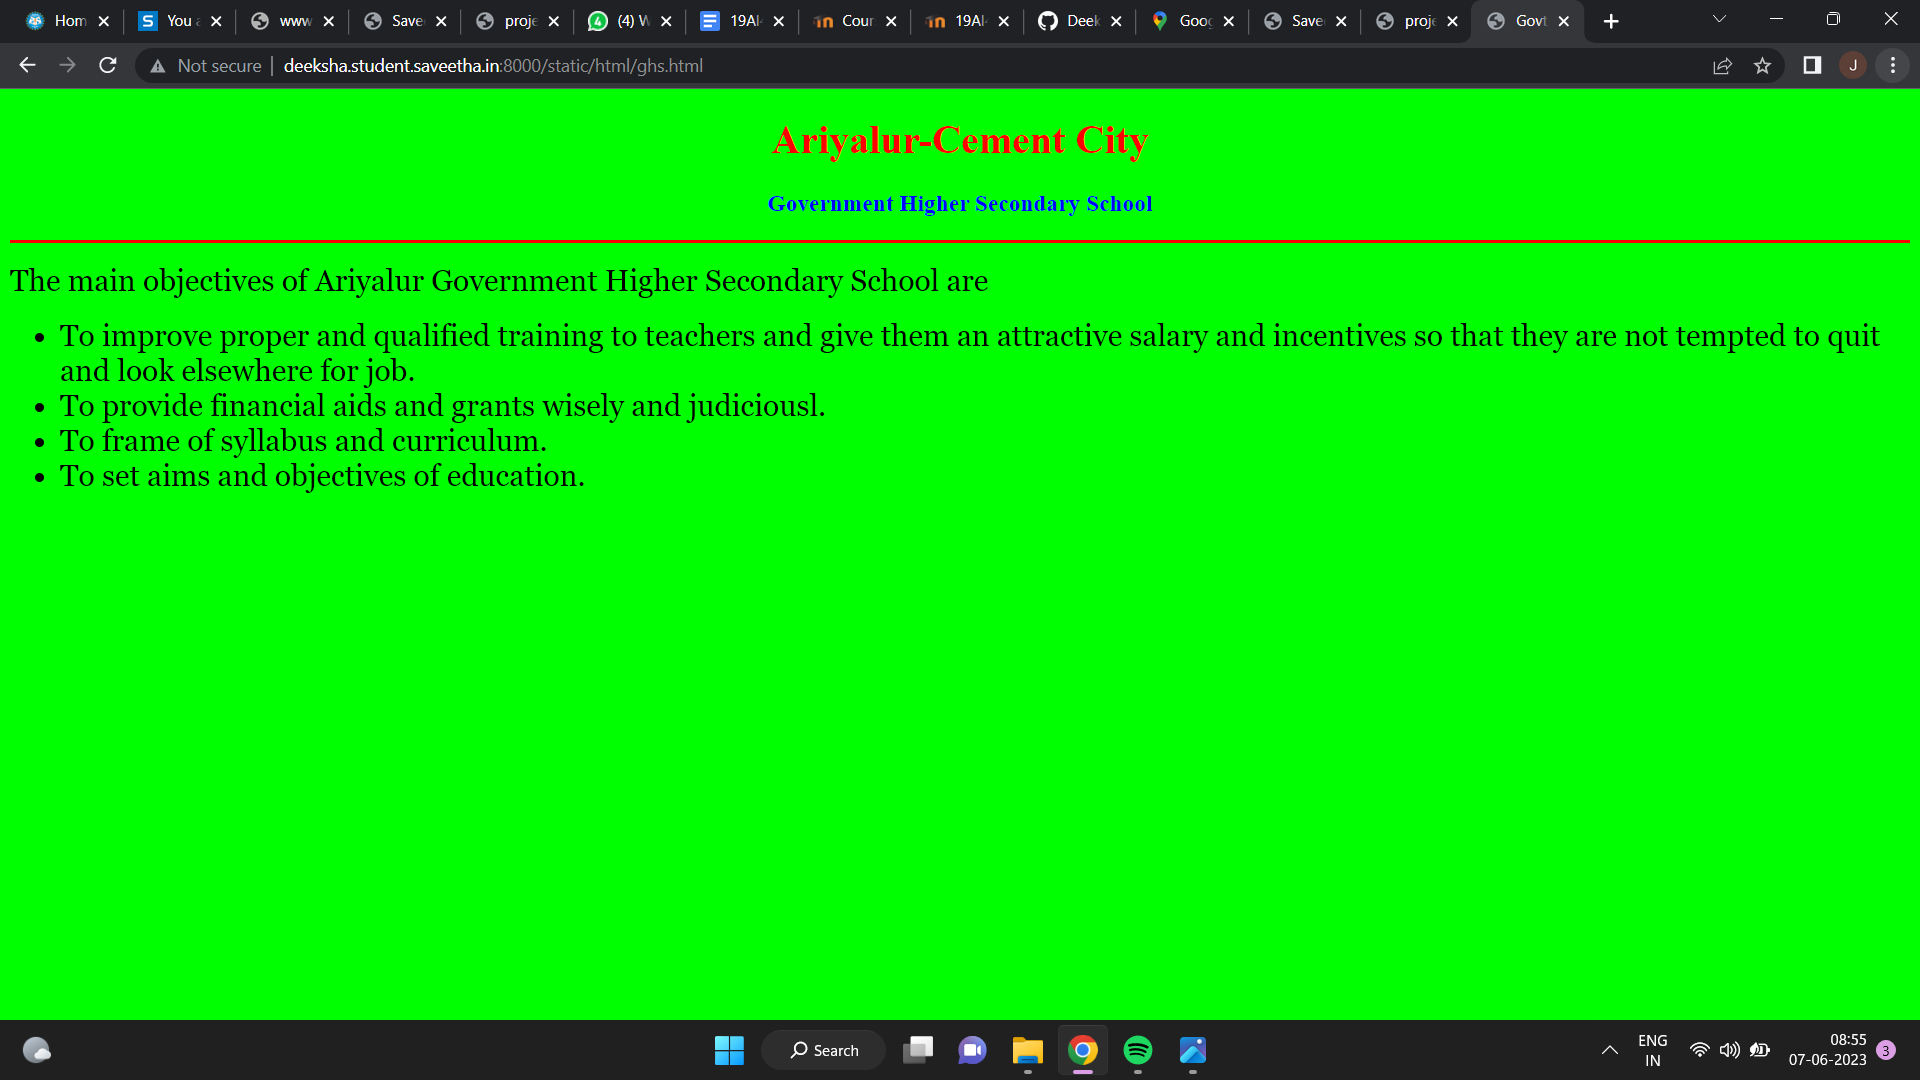 Hom
You a
www
Save
proje
(4) W
19AI
Cour
19AI
Deek
Goog
Save
proje
Govt
Not secure
deeksha.student.saveetha.in:8000/static/html/ghs.html
J
Ariyalur-Cement City
Government Higher Secondary School
The main objectives of Ariyalur Government Higher Secondary School are
• To improve proper and qualified training to teachers and give them an attractive salary and incentives so that they are not tempted to quit
and look elsewhere for job.
• To provide financial aids and grants wisely and judiciousl.
• To frame of syllabus and curriculum.
• To set aims and objectives of education.
Search
ENG
IN
08:55
07-06-2023
3